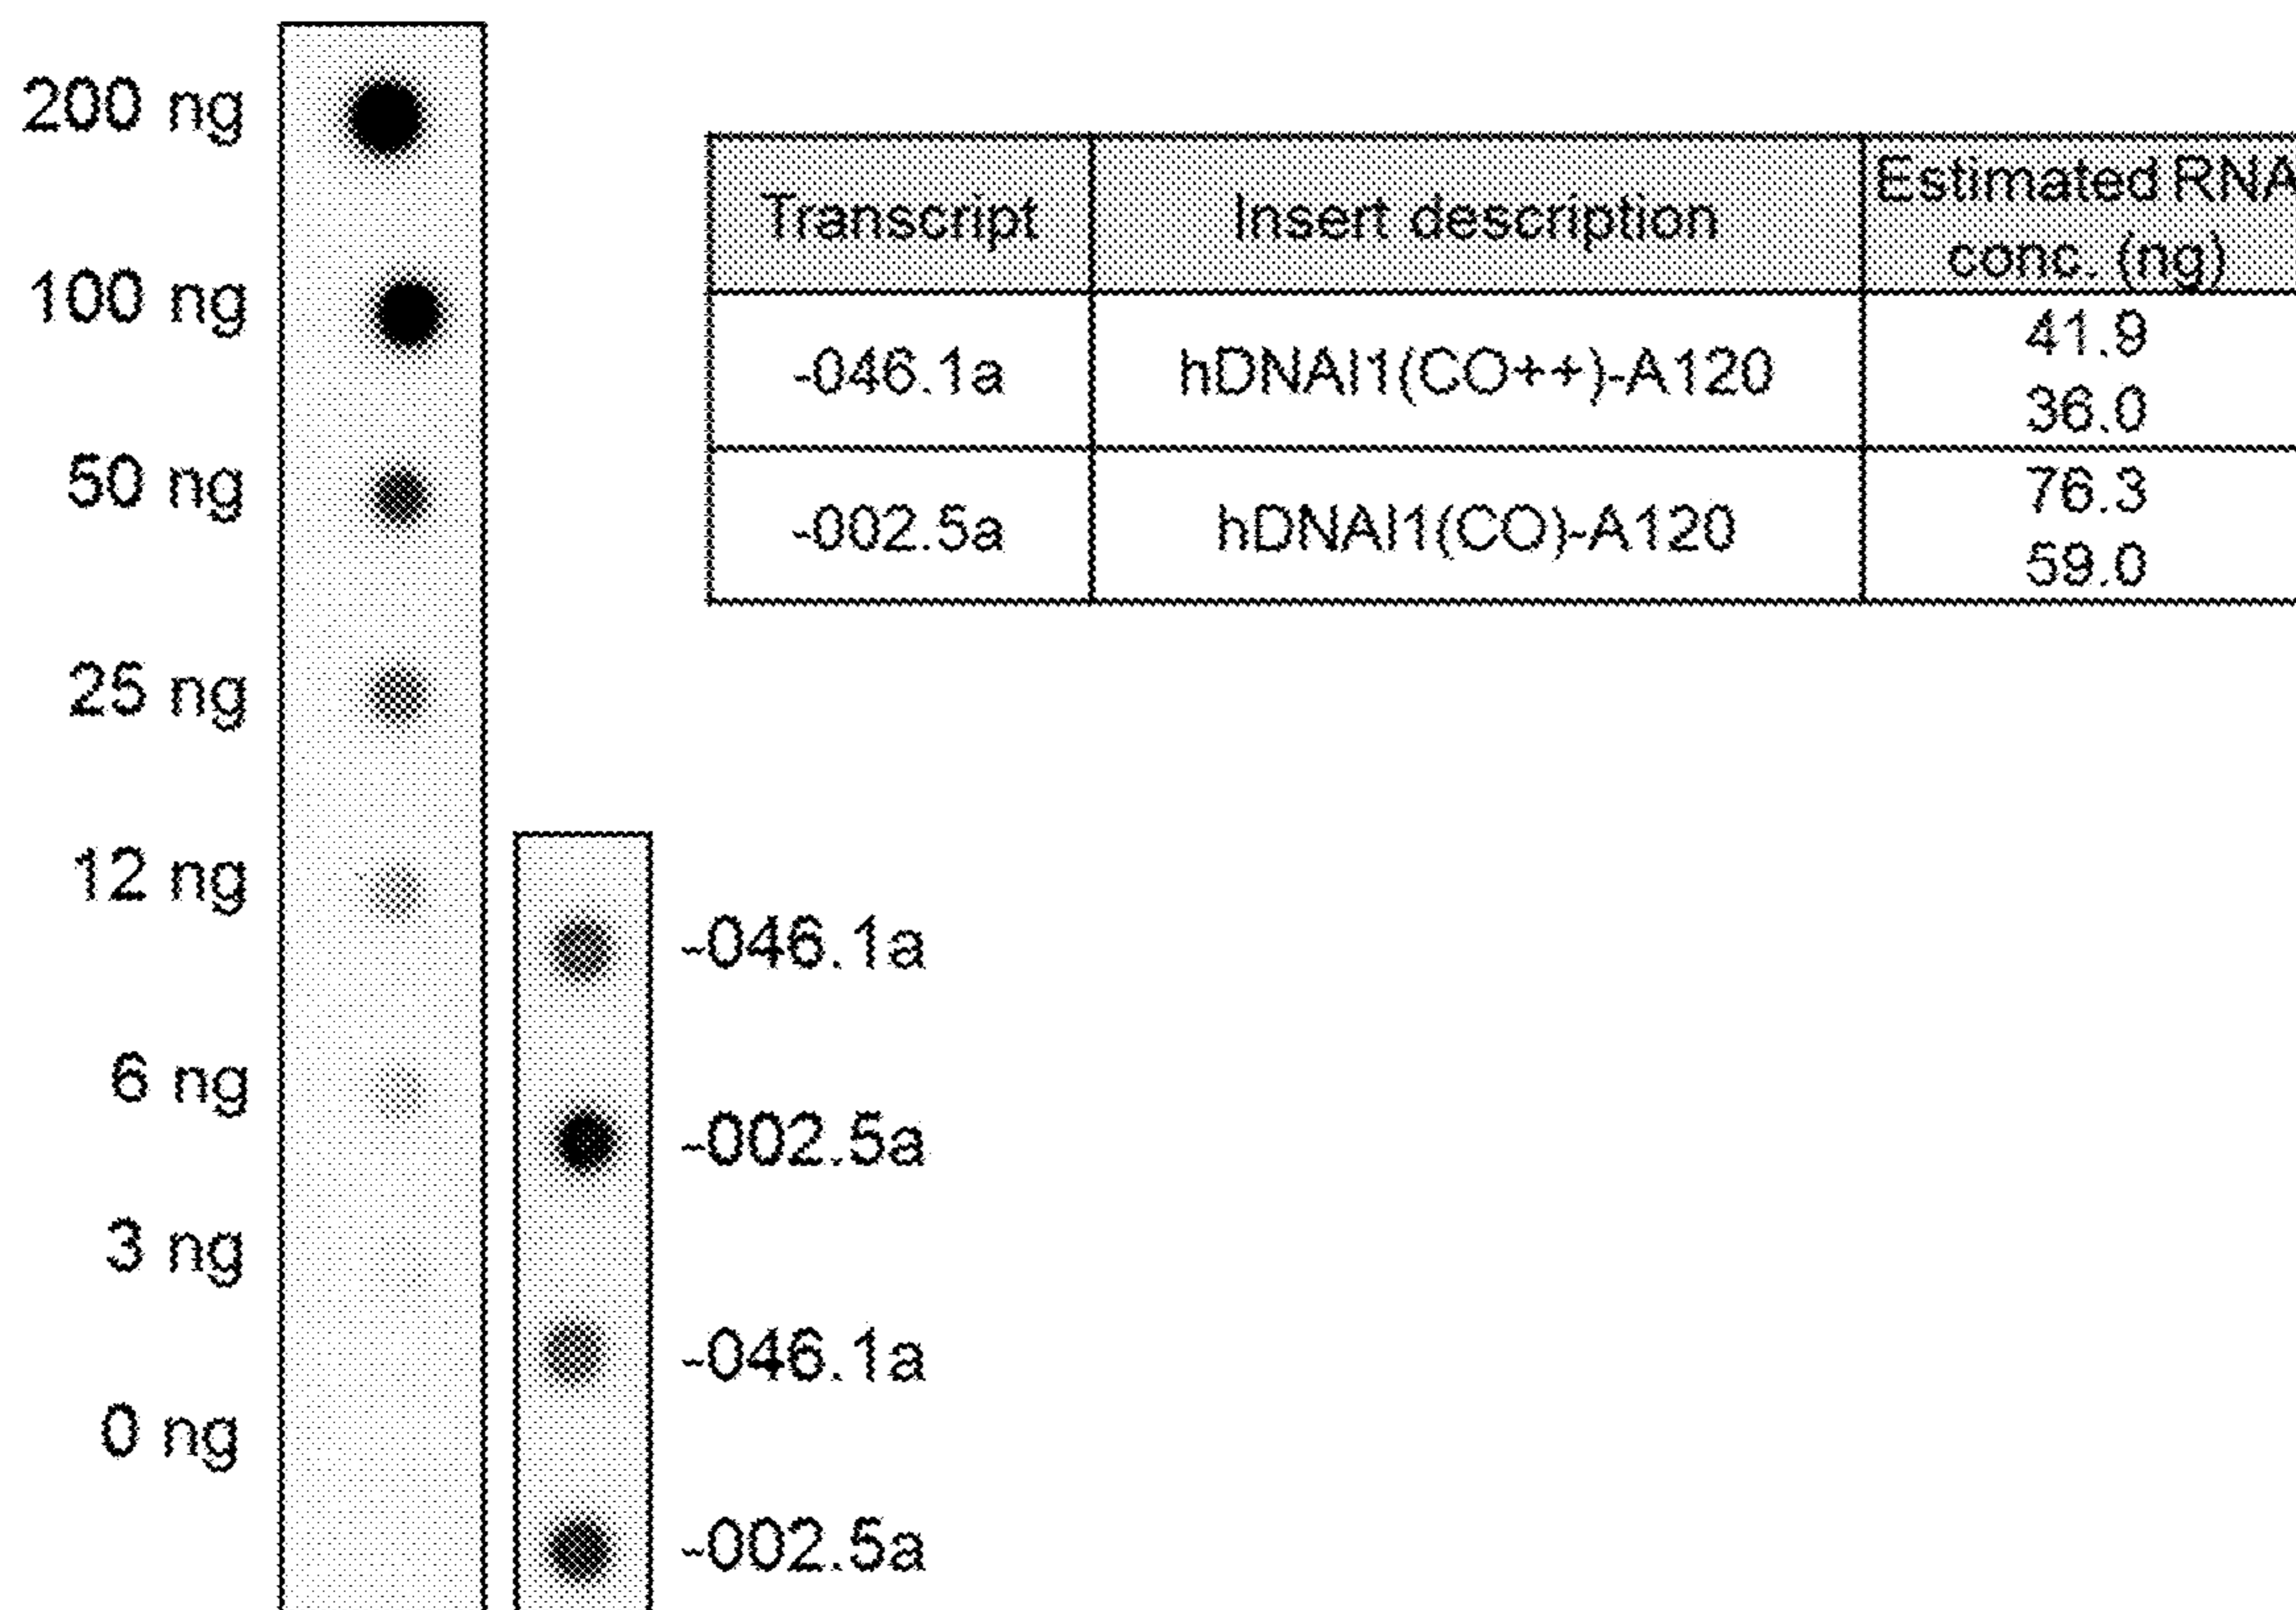 200 ng
100 ng
50 ng
25 ng
12 ng
6 ng
3 ng
0 ng
Transcript
Insert description
Estimated RNA
conc. (ng)
-046.1a
hDNAI1(CO++)-A120
41.9
36.0
-002.5a
hDNAI1(CO)-A120
76.3
59.0
-046.1a
-002.5a
-046.1a
-002.5a